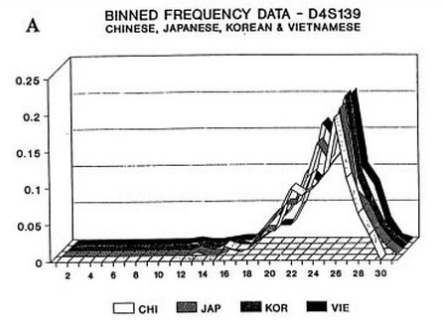 A
BINNED FREQUENCY DATA - D4S139
CHINESE, JAPANESE, KOREAN & VIETNAMESE
0.25
0.2
0.15
0.1
0.05
0
2 4 6 8 10 12 14 16 18 20 22 24 26 28 30
CHI JAP KOR VIE